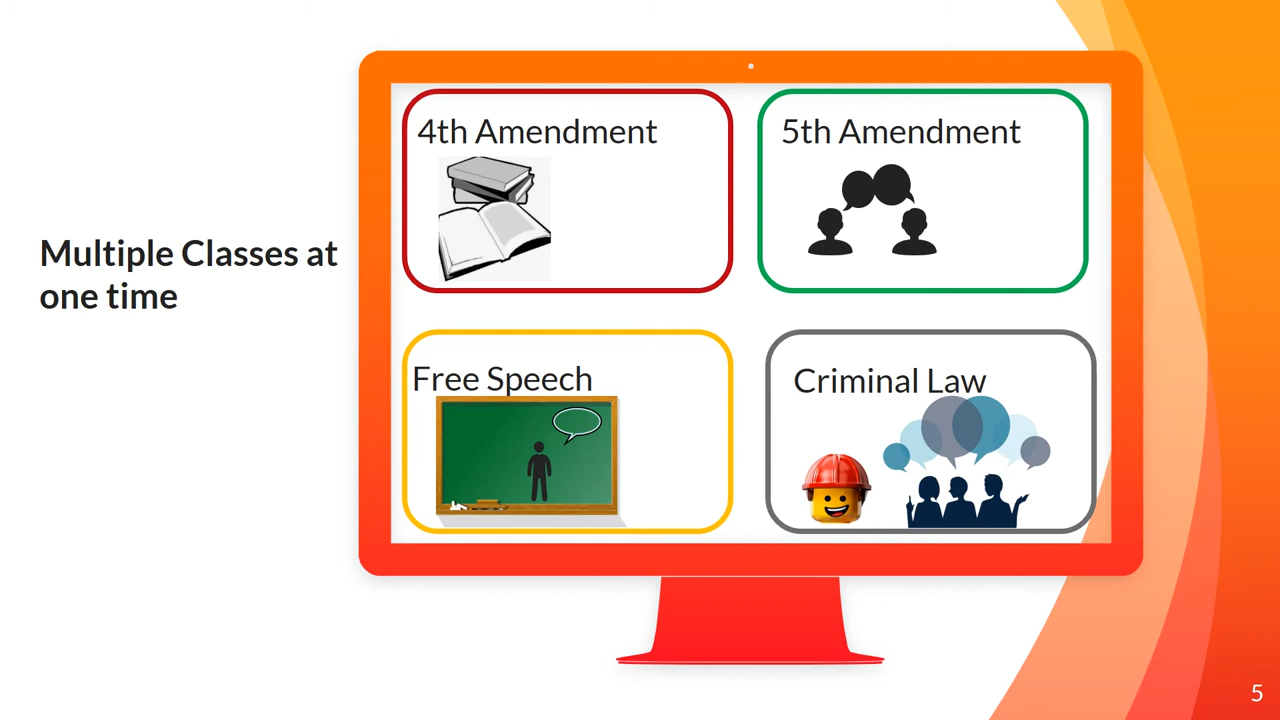 Multiple Classes at
one time
4th Amendment
5th Amendment
Free Speech
Criminal Law
5